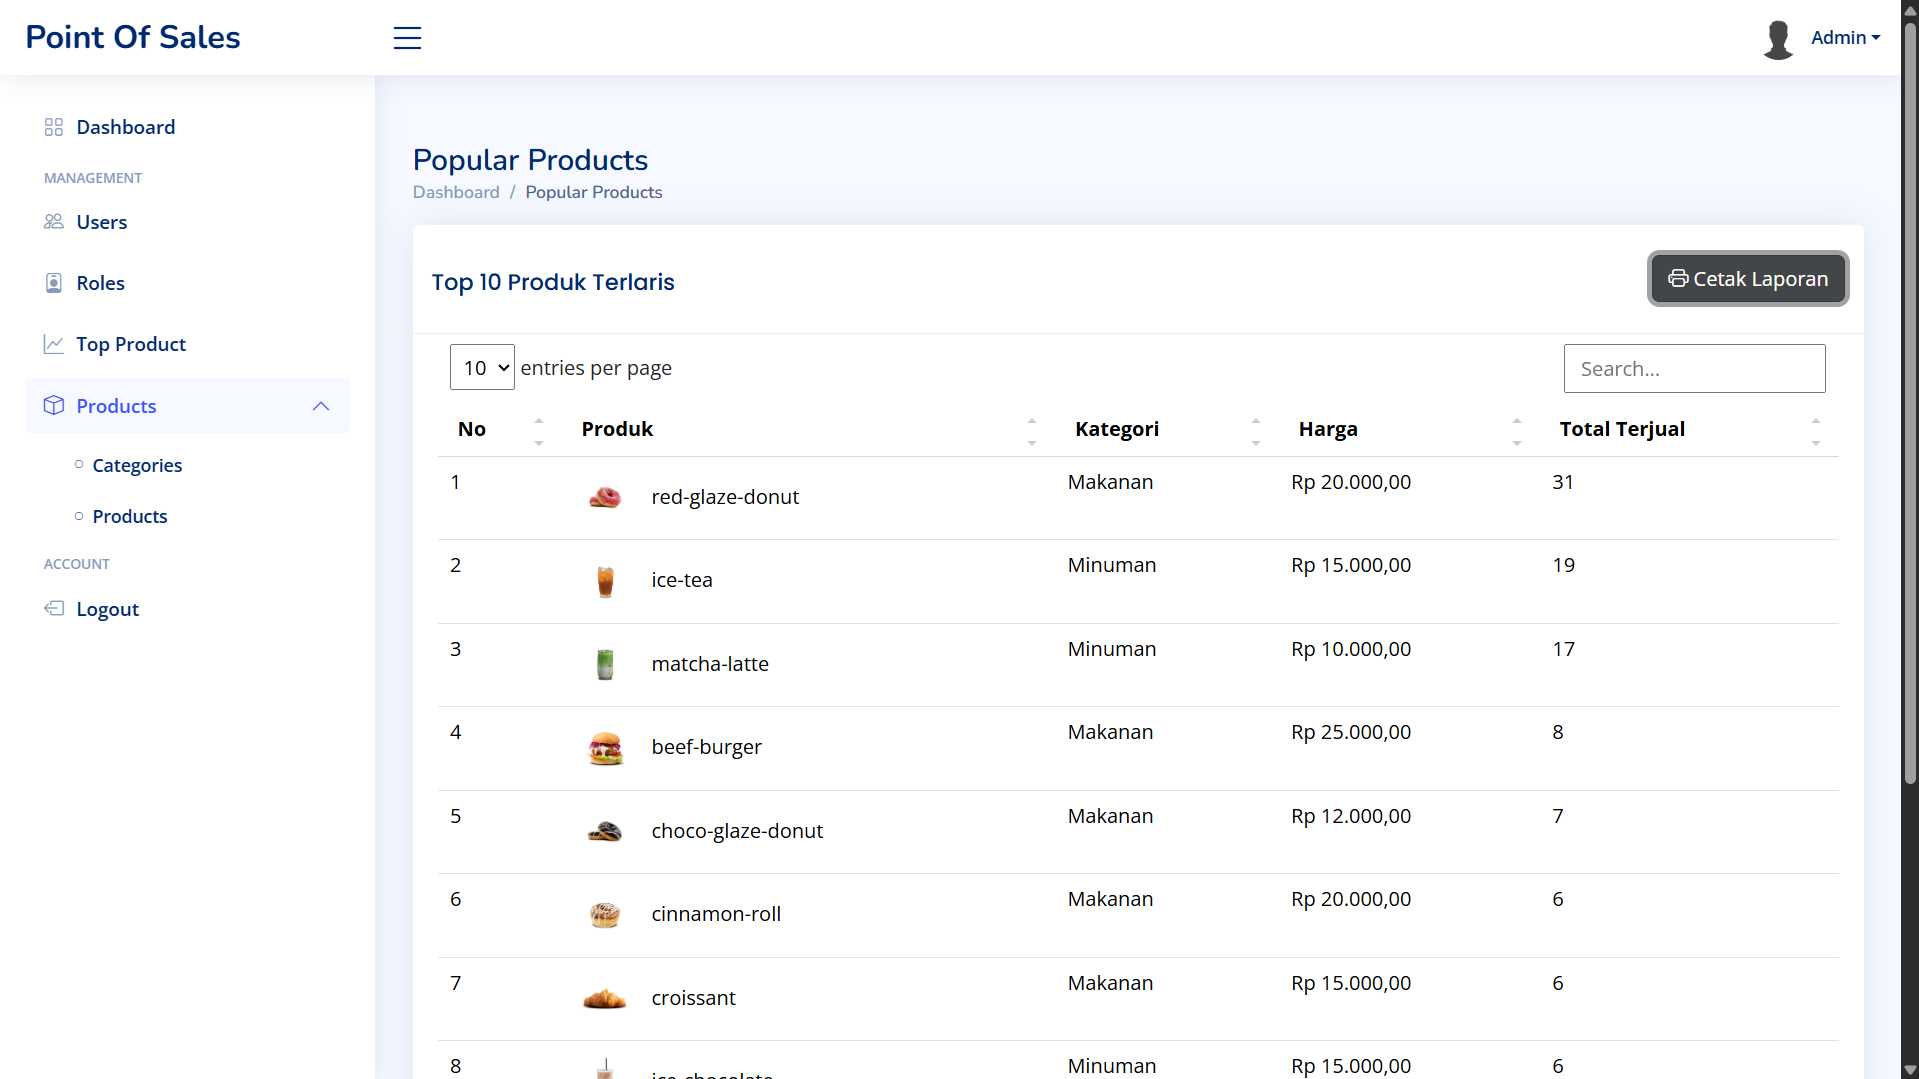 Point Of Sales
Admin
Dashboard
MANAGEMENT
Users
Roles
Top Product
Products
Categories
Products
ACCOUNT
Logout
Popular Products
Dashboard / Popular Products
Top 10 Produk Terlaris
Cetak Laporan
10 entries per page
Search...
No Produk Kategori Harga Total Terjual
1 red-glaze-donut Makanan Rp 20.000,00 31
2 ice-tea Minuman Rp 15.000,00 19
3 matcha-latte Minuman Rp 10.000,00 17
4 beef-burger Makanan Rp 25.000,00 8
5 choco-glaze-donut Makanan Rp 12.000,00 7
6 cinnamon-roll Makanan Rp 20.000,00 6
7 croissant Makanan Rp 15.000,00 6
8 ice-chocolate Minuman Rp 15.000,00 6